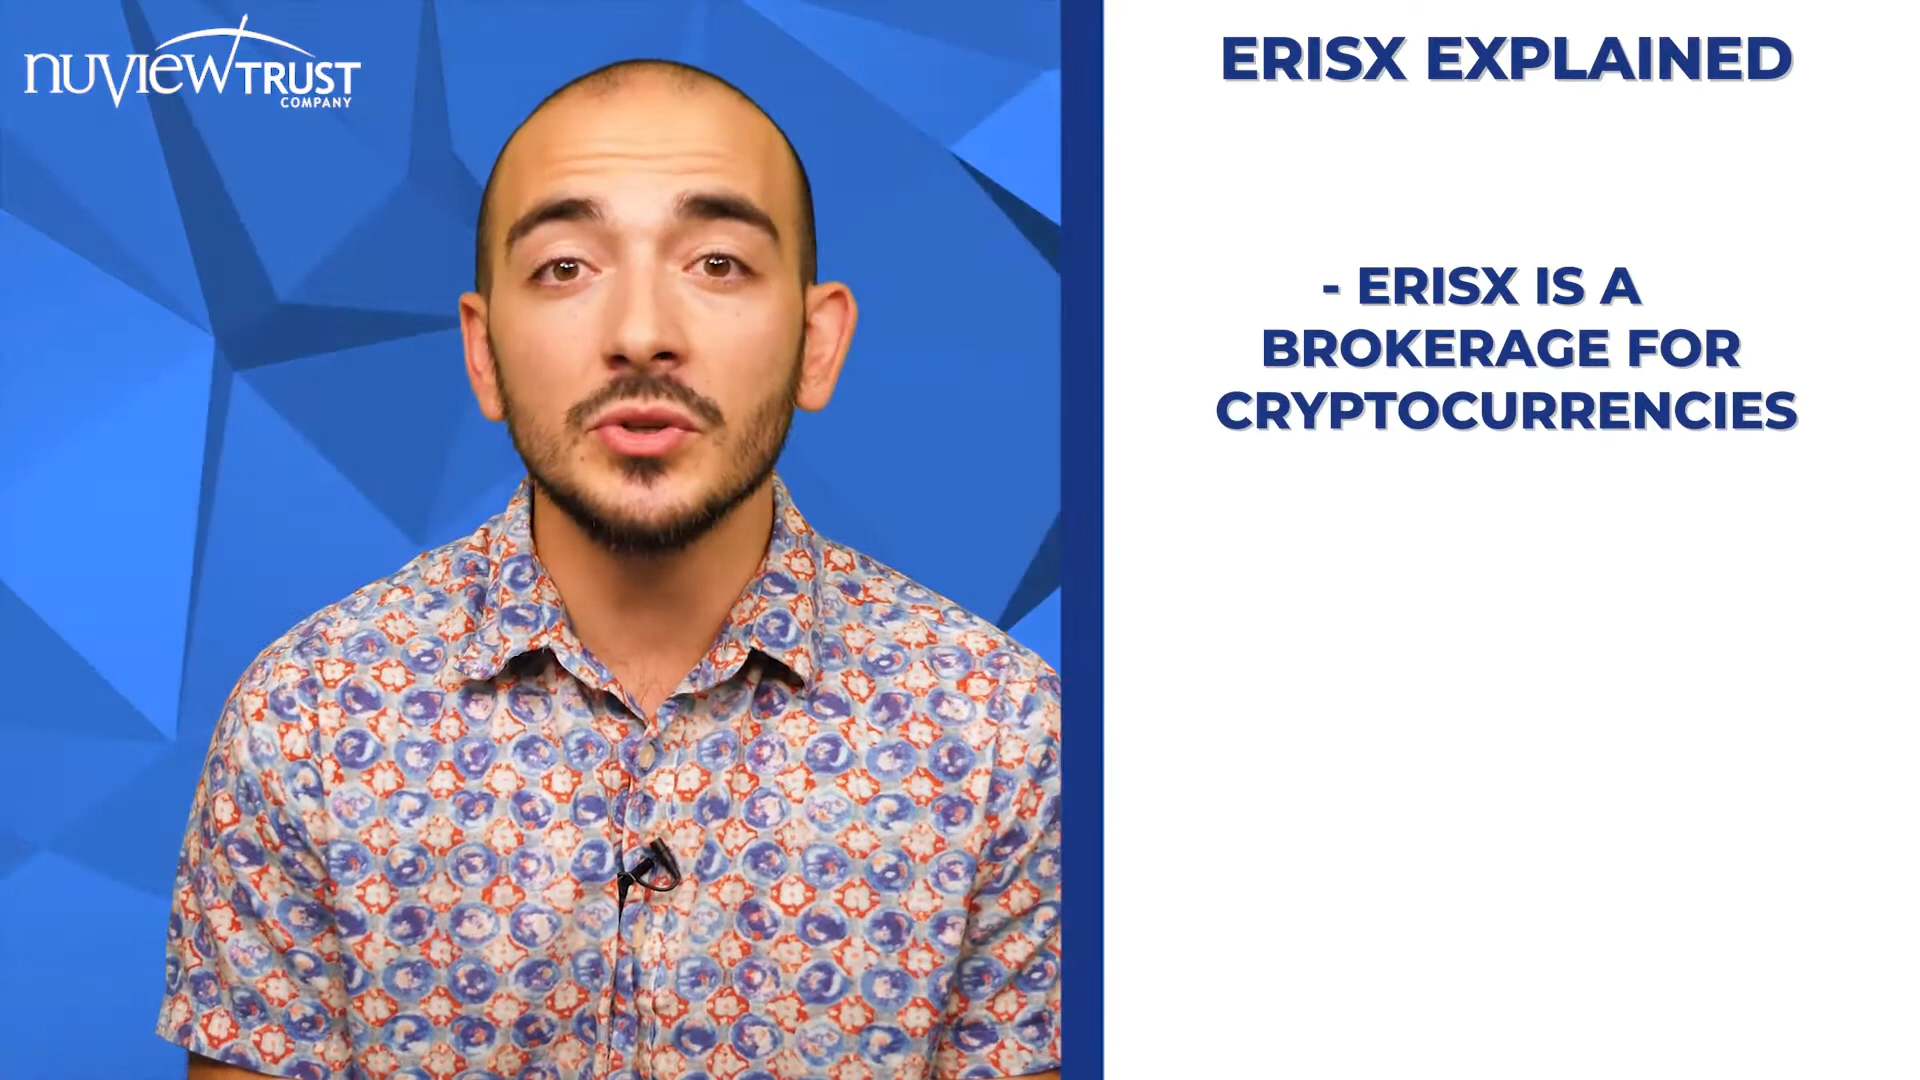 NUVIEW TRUST
COMPANY
ERISX EXPLAINED
- ERISX IS A
BROKERAGE FOR
CRYPTOCURRENCIES